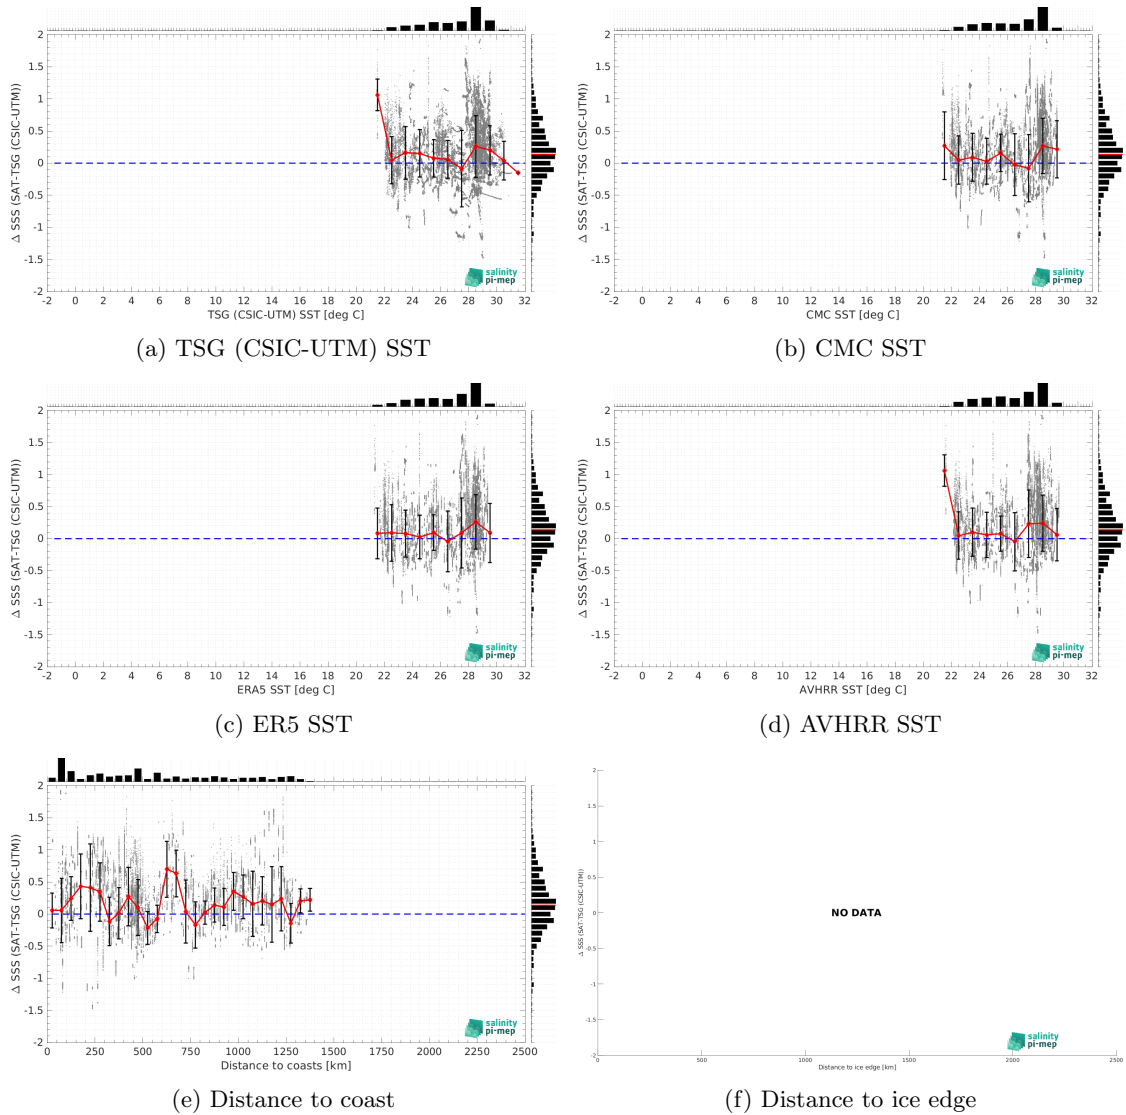 2
1.5
1
0.5
0
-0.5
-1
-1.5
-2
Δ SSS (SAT-TSG (CSIC-UTM))
salinity
pi-mep
-2 0 2 4 6 8 10 12 14 16 18 20 22 24 26 28 30 32
TSG (CSIC-UTM) SST [deg C]
(a) TSG (CSIC-UTM) SST
2
1.5
1
0.5
0
-0.5
-1
-1.5
-2
Δ SSS (SAT-TSG (CSIC-UTM))
salinity
pi-mep
-2 0 2 4 6 8 10 12 14 16 18 20 22 24 26 28 30 32
CMC SST [deg C]
(b) CMC SST
2
1.5
1
0.5
0
-0.5
-1
-1.5
-2
Δ SSS (SAT-TSG (CSIC-UTM))
salinity
pi-mep
-2 0 2 4 6 8 10 12 14 16 18 20 22 24 26 28 30 32
ERA5 SST [deg C]
(c) ER5 SST
2
1.5
1
0.5
0
-0.5
-1
-1.5
-2
Δ SSS (SAT-TSG (CSIC-UTM))
salinity
pi-mep
-2 0 2 4 6 8 10 12 14 16 18 20 22 24 26 28 30 32
AVHRR SST [deg C]
(d) AVHRR SST
2
1.5
1
0.5
0
-0.5
-1
-1.5
-2
Δ SSS (SAT-TSG (CSIC-UTM))
salinity
pi-mep
0 250 500 750 1000 1250 1500 1750 2000 2250 2500
Distance to coasts [km]
(e) Distance to coast
2
1.5
1
0.5
0
-0.5
-1
-1.5
-2
Δ SSS (SAT-TSG (CSIC-UTM))
NO DATA
salinity
pi-mep
0 500 1000 1500 2000 2500
Distance to ice edge [km]
(f) Distance to ice edge